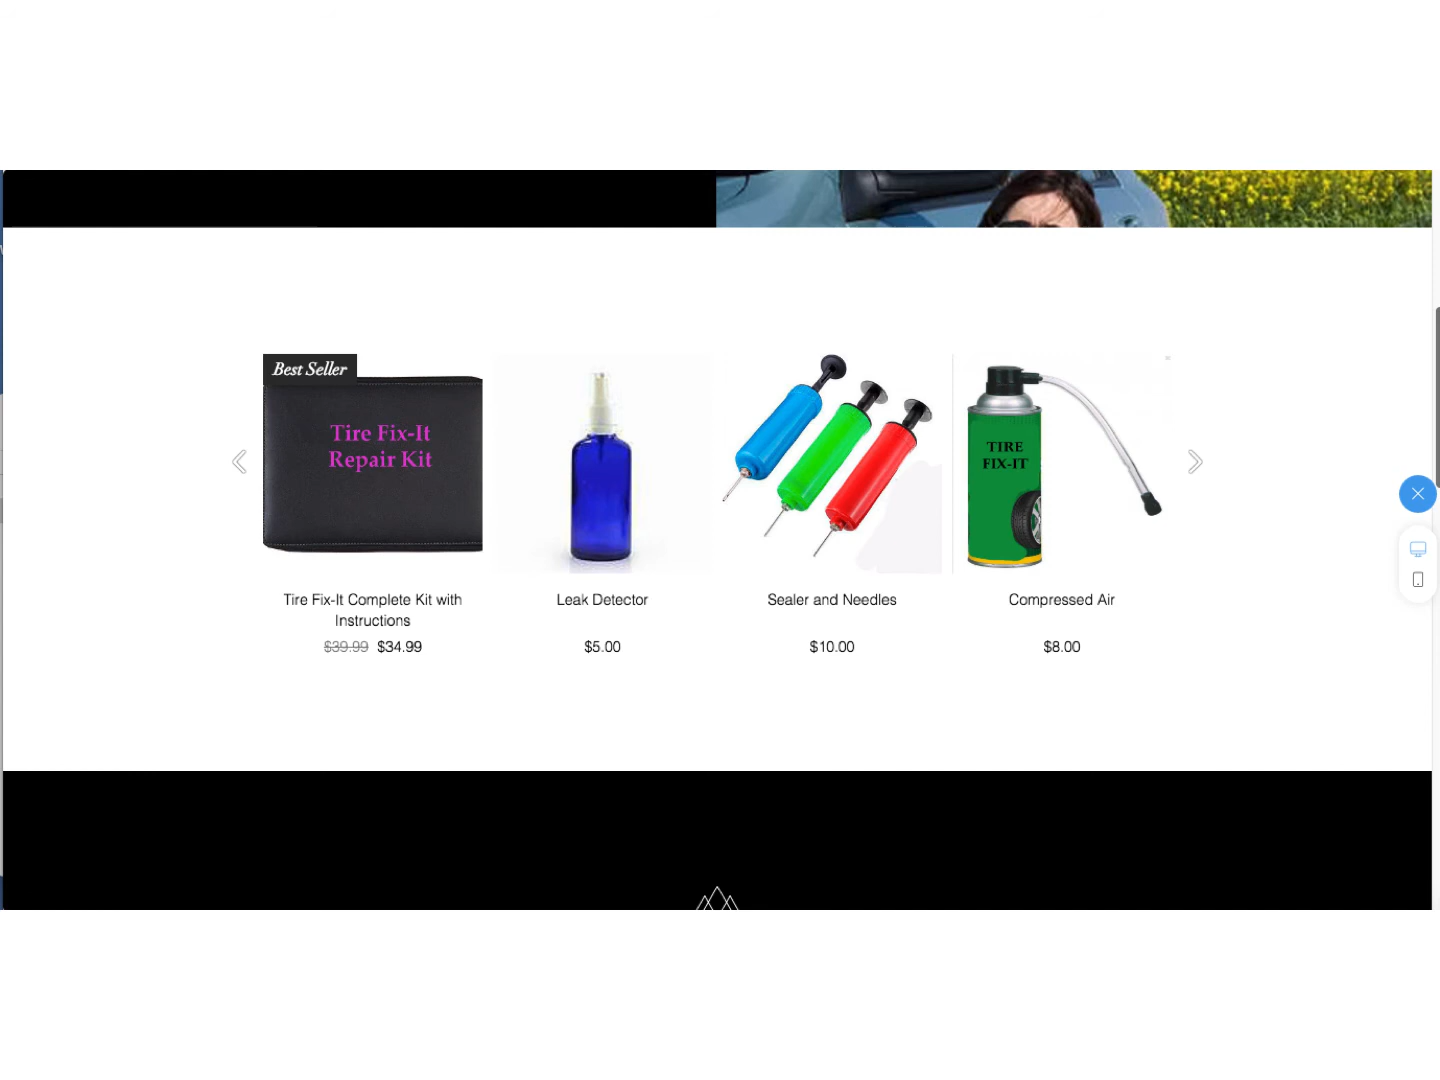 Best Seller
Tire Fix-It
Repair Kit
TIRE
FIX-IT
Tire Fix-It Complete Kit with
Instructions
$39.99 $34.99
Leak Detector
$5.00
Sealer and Needles
$10.00
Compressed Air
$8.00